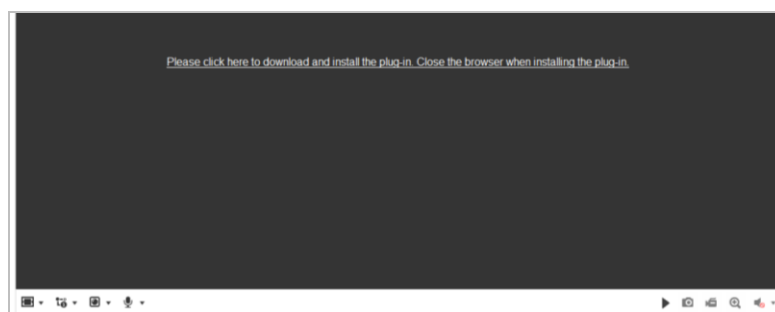 Please click here to download and install the plug-in. Close the browser when installing the plug-in.